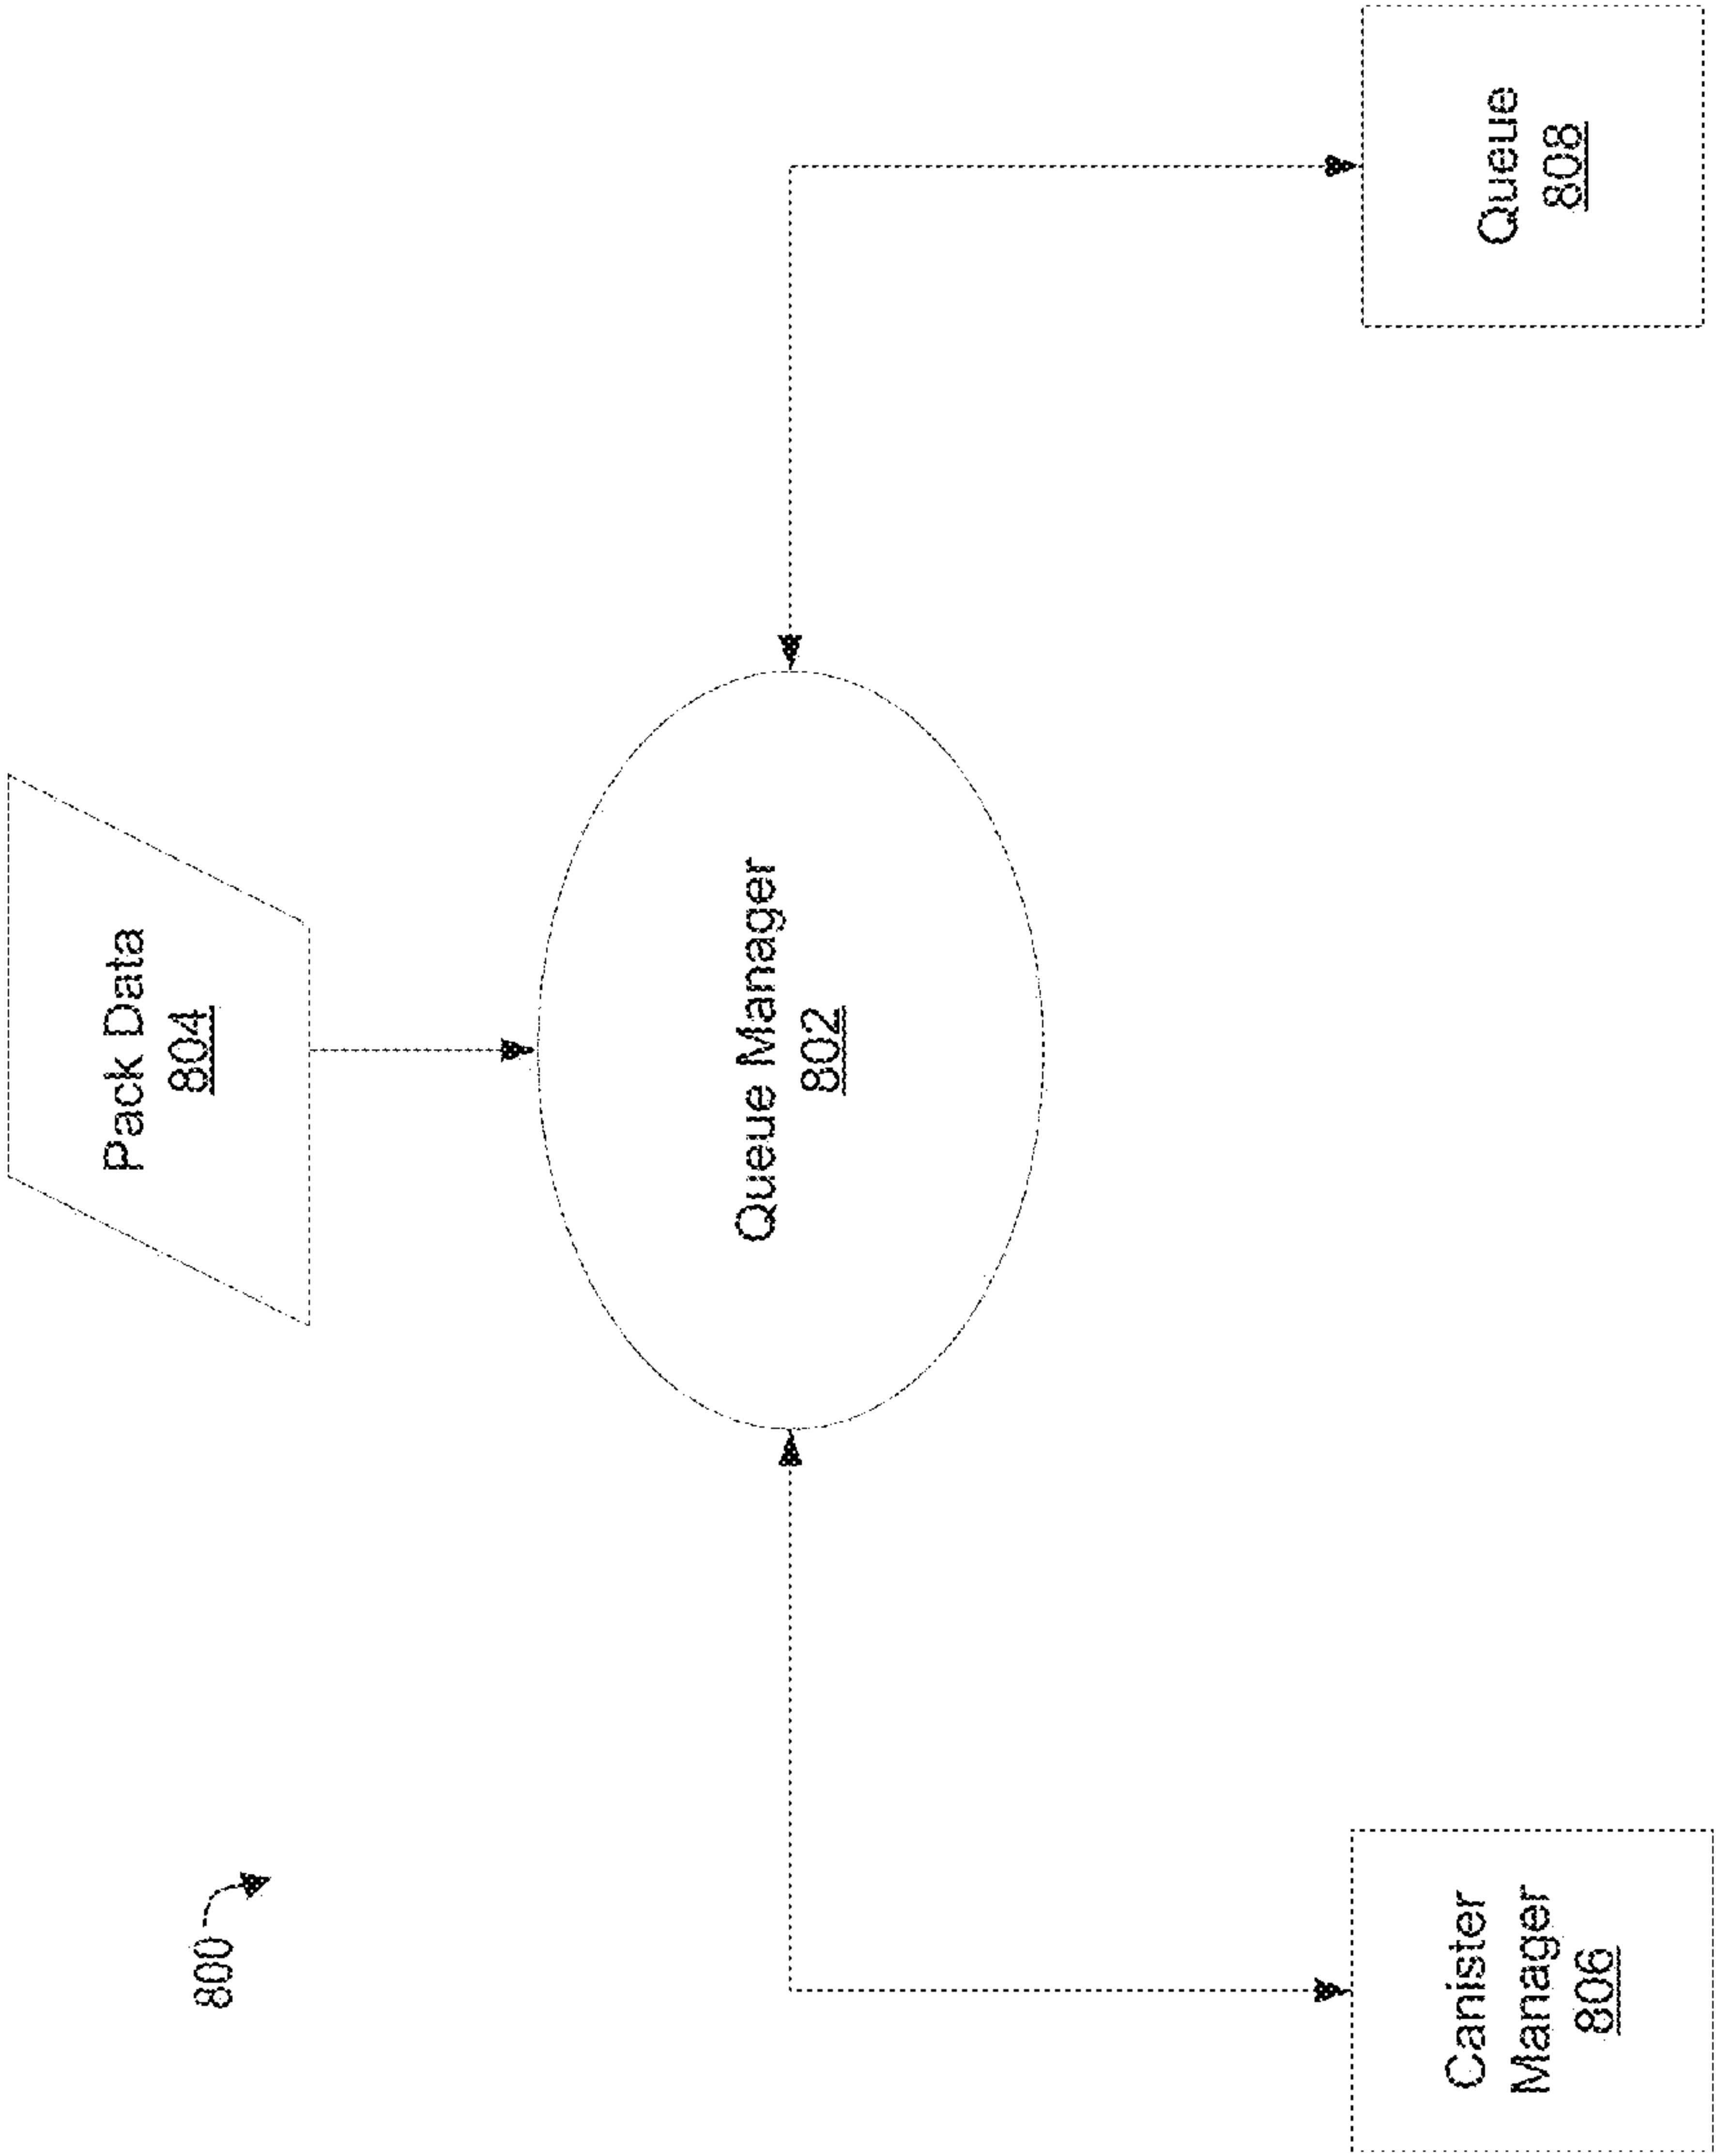 800
Pack Data
804
Queue Manager
802
Canister
Manager
806
Queue
808